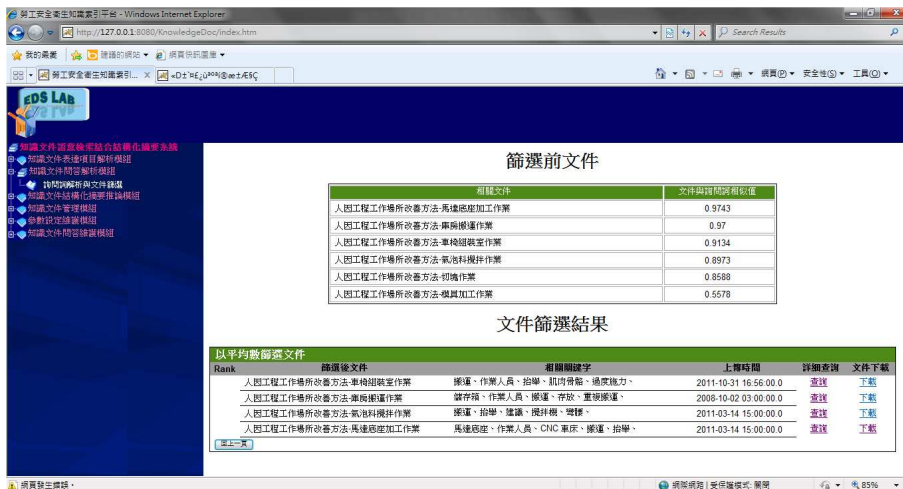 勞工安全衛生知識索引平台 - Windows Internet Explorer
http://127.0.0.1:8080/KnowledgeDoc/index.htm
Search Results
我的最愛 建議的網站 網頁快訊圖庫
勞工安全衛生知識索引...
網頁(P) 安全性(S) 工具(O)
EDS LAB
知識文件語意檢索結合結構化摘要系統
知識文件表達項目解析模組
知識文件問答解析模組
詢問詞解析與文件篩選
知識文件結構化摘要推論模組
知識文件管理模組
參數設定維護模組
知識文件問答維護模組
篩選前文件
相關文件 文件與詢問詞相似值
人因工程工作場所改善方法-馬達底座加工作業 0.9743
人因工程工作場所改善方法-庫房搬運作業 0.97
人因工程工作場所改善方法-車椅組裝室作業 0.9134
人因工程工作場所改善方法-氣泡料攪拌作業 0.8973
人因工程工作場所改善方法-切塊作業 0.8588
人因工程工作場所改善方法-模具加工作業 0.5578
文件篩選結果
以平均數篩選文件
Rank 篩選後文件 相關關鍵字 上傳時間 詳細查詢 文件下載
人因工程工作場所改善方法-車椅組裝室作業 搬運、作業人員、抬舉、肌肉骨骼、過度施力、 2011-10-31 16:56:00.0 查詢 下載
人因工程工作場所改善方法-庫房搬運作業 儲存箱、作業人員、搬運、存放、重複搬運、 2008-10-02 03:00:00.0 查詢 下載
人因工程工作場所改善方法-氣泡料攪拌作業 搬運、抬舉、建議、攪拌機、彎腰、 2011-03-14 15:00:00.0 查詢 下載
人因工程工作場所改善方法-馬達底座加工作業 馬達底座、作業人員、CNC 車床、搬運、抬舉、 2011-03-14 15:00:00.0 查詢 下載
回上一頁
網頁發生錯誤。
網際網路 | 受保護模式: 關閉 85%